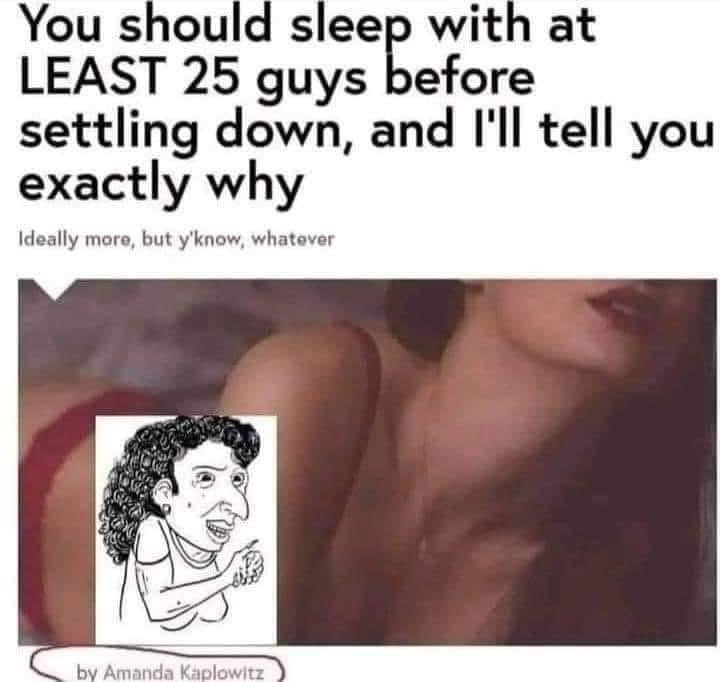 You should sleep with at
LEAST 25 guys before
settling down, and I'll tell you
exactly why
Ideally more, but y'know, whatever
by Amanda Kaplowitz